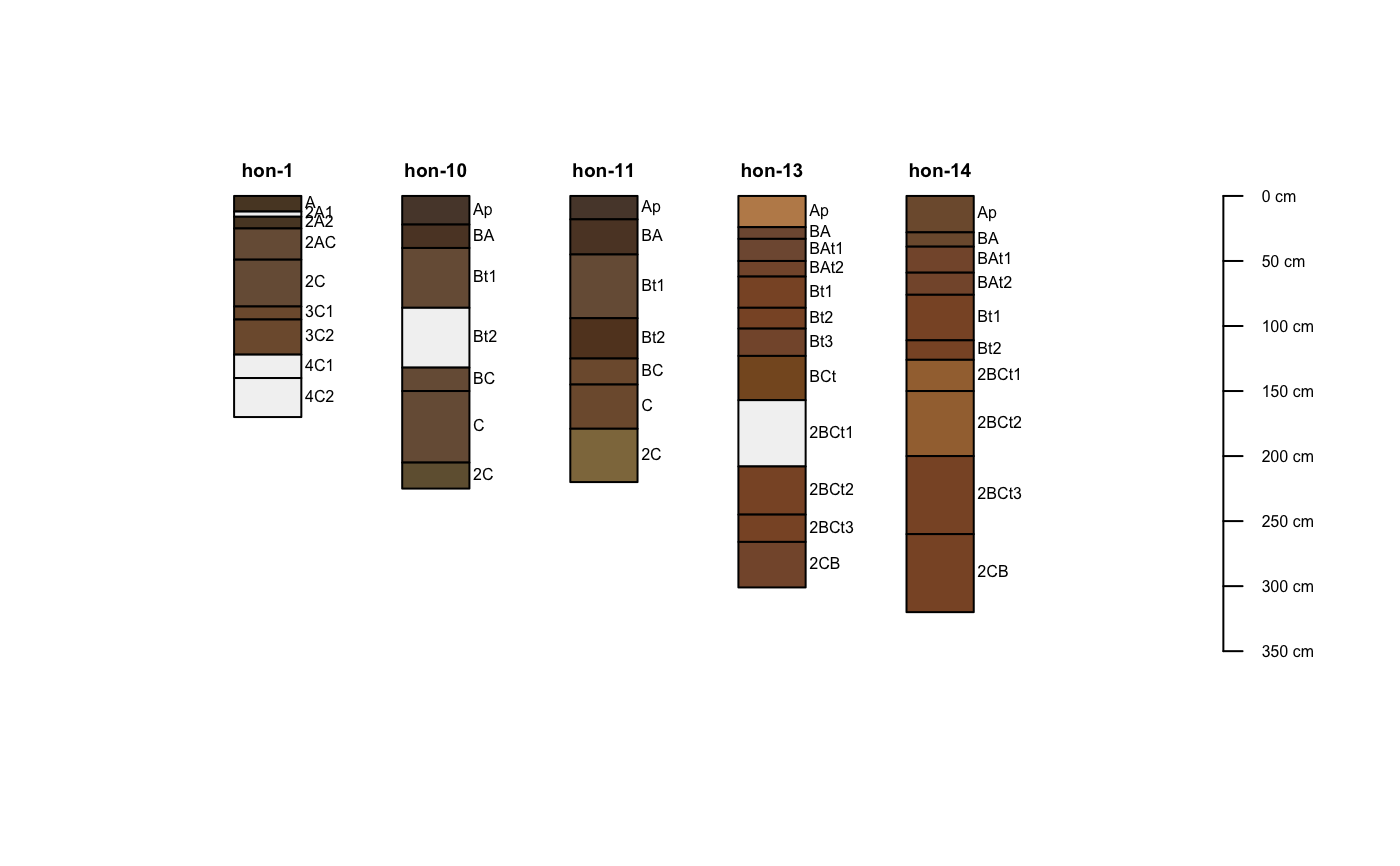 hon-1
hon-10
hon-11
hon-13
hon-14
A
2A1
2A2
2AC
2C
3C1
3C2
4C1
4C2
Ap
BA
Bt1
Bt2
BC
C
2C
Ap
BA
Bt1
Bt2
BC
C
2C
Ap
BA
BAt1
BAt2
Bt1
Bt2
Bt3
BCt
2BCt1
2BCt2
2BCt3
2CB
Ap
BA
BAt1
BAt2
Bt1
Bt2
2BCt1
2BCt2
2BCt3
2CB
0 cm
50 cm
100 cm
150 cm
200 cm
250 cm
300 cm
350 cm